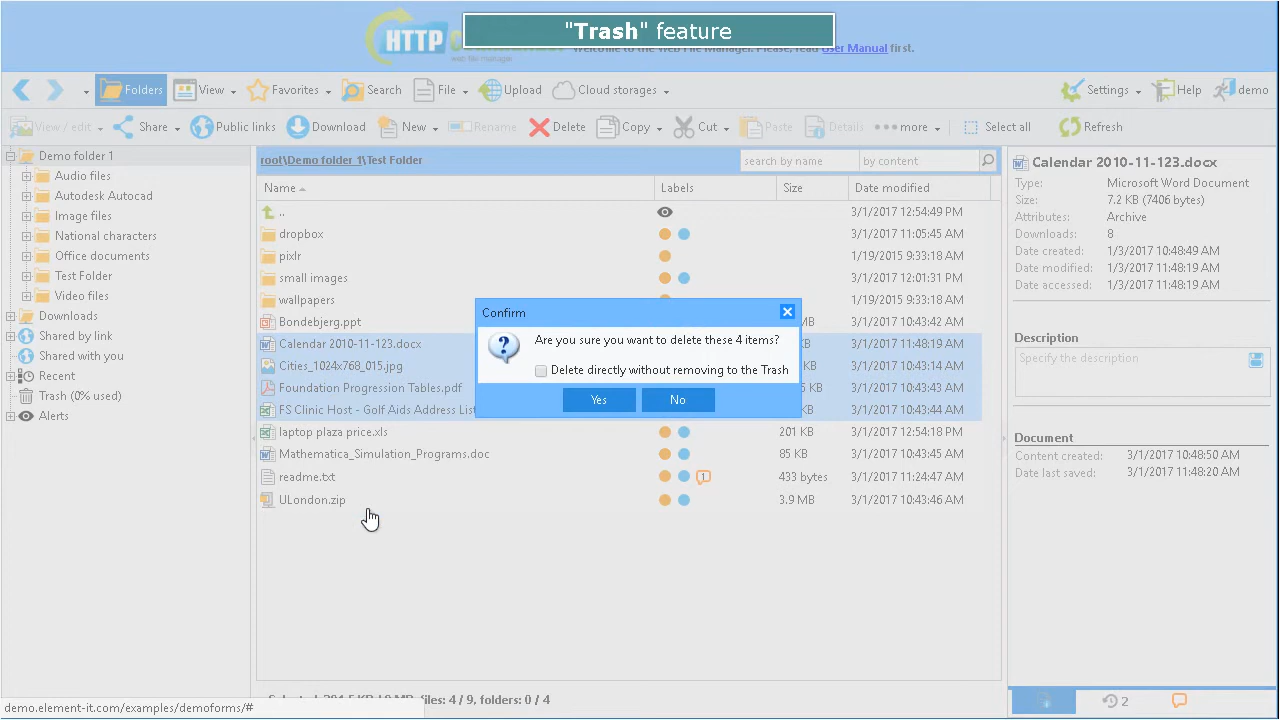 "Trash" feature
HTTP
Welcome to the Web File Manager. Please, read User Manual first.
web file manager
Folders View Favorites Search File Upload Cloud storages Settings Help demo
View / edit Share Public links Download New Rename Delete Copy Cut Paste Details more Select all Refresh
Demo folder 1
Audio files
Autodesk Autocad
Image files
National characters
Office documents
Test Folder
Video files
Downloads
Shared by link
Shared with you
Recent
Trash (0% used)
Alerts
root\Demo folder 1\Test Folder search by name by content
Name Labels Size Date modified
.. 3/1/2017 12:54:49 PM
dropbox 3/1/2017 11:05:45 AM
pixlr 1/19/2015 9:33:18 AM
small images 3/1/2017 12:01:31 PM
wallpapers 1/19/2015 9:33:18 AM
Bondebjerg.ppt MB 3/1/2017 10:43:42 AM
Calendar 2010-11-123.docx KB 1/3/2017 11:48:19 AM
Cities_1024x768_015.jpg KB 3/1/2017 10:43:14 AM
Foundation Progression Tables.pdf KB 3/1/2017 10:43:43 AM
FS Clinic Host - Golf Aids Address List KB 3/1/2017 10:43:44 AM
laptop plaza price.xls 201 KB 3/1/2017 12:54:18 PM
Mathematica_Simulation_Programs.doc 85 KB 3/1/2017 10:43:45 AM
readme.txt 1 433 bytes 3/1/2017 11:24:47 AM
ULondon.zip 3.9 MB 3/1/2017 10:43:46 AM
Confirm
Are you sure you want to delete these 4 items?
Delete directly without removing to the Trash
Yes No
Calendar 2010-11-123.docx
Type: Microsoft Word Document
Size: 7.2 KB (7406 bytes)
Attributes: Archive
Downloads: 8
Date created: 1/3/2017 10:48:49 AM
Date modified: 1/3/2017 11:48:19 AM
Date accessed: 1/3/2017 11:48:19 AM
Description
Specify the description
Document
Content created: 3/1/2017 10:48:50 AM
Date last saved: 3/1/2017 11:48:20 AM
files: 4 / 9, folders: 0 / 4
2
demo.element-it.com/examples/demoforms/#